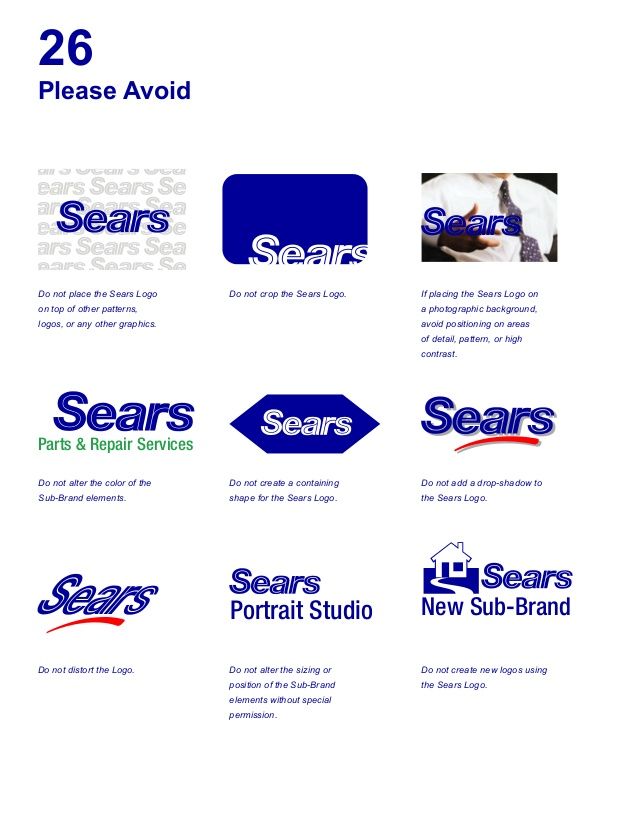 26
Please Avoid
ars Sears Sea
ears Sears Se
Sears
ears Sears Se
ars Sears Sea
ears Sears Se
Sears
Sears
Do not place the Sears Logo
on top of other patterns,
logos, or any other graphics.
Do not crop the Sears Logo.
If placing the Sears Logo on
a photographic background,
avoid positioning on areas
of detail, pattern, or high
contrast.
Sears
Parts & Repair Services
Sears
Sears
Do not alter the color of the
Sub-Brand elements.
Do not create a containing
shape for the Sears Logo.
Do not add a drop-shadow to
the Sears Logo.
Sears
Sears
Portrait Studio
Sears
New Sub-Brand
Do not distort the Logo.
Do not alter the sizing or
position of the Sub-Brand
elements without special
permission.
Do not create new logos using
the Sears Logo.